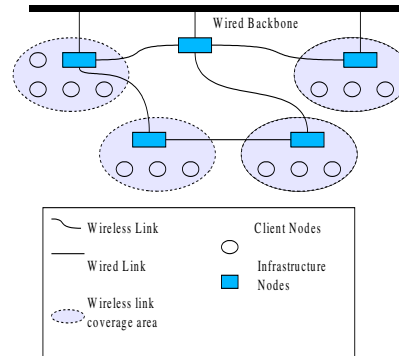 Wired Backbone
Wireless Link
Wired Link
Wireless link
coverage area
Client Nodes
Infrastructure
Nodes